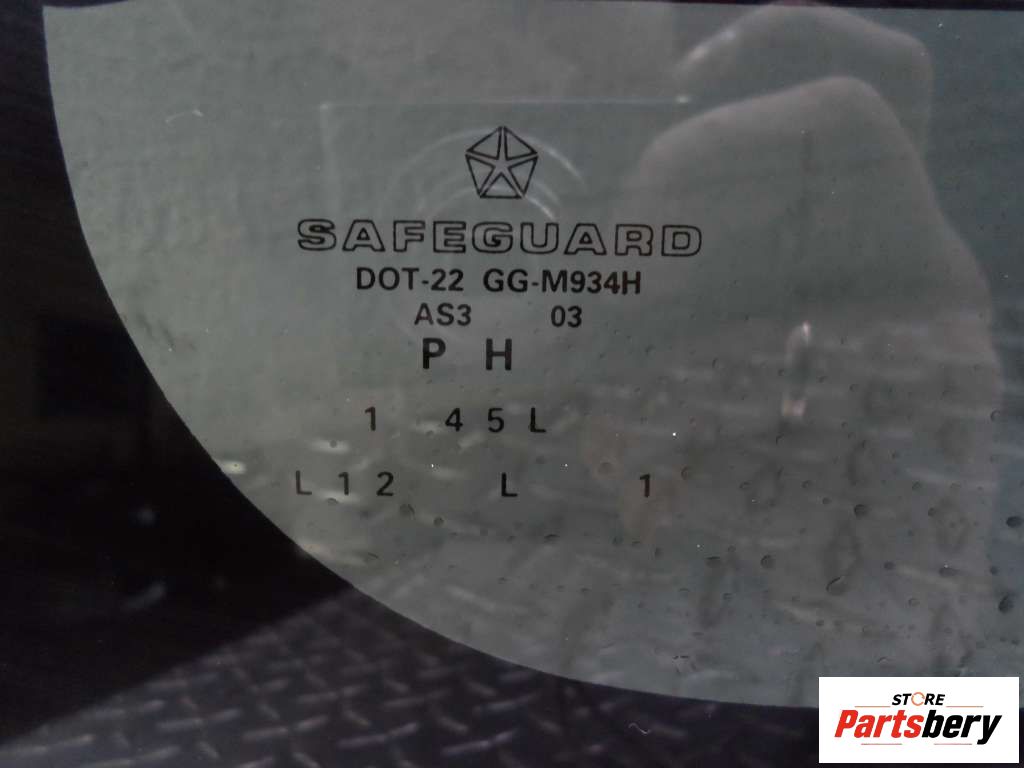 SAFEGUARD
DOT-22 GG-M934H
AS3 03
P H
1 4 5 L
L 1 2 L 1
STORE
Partsbery